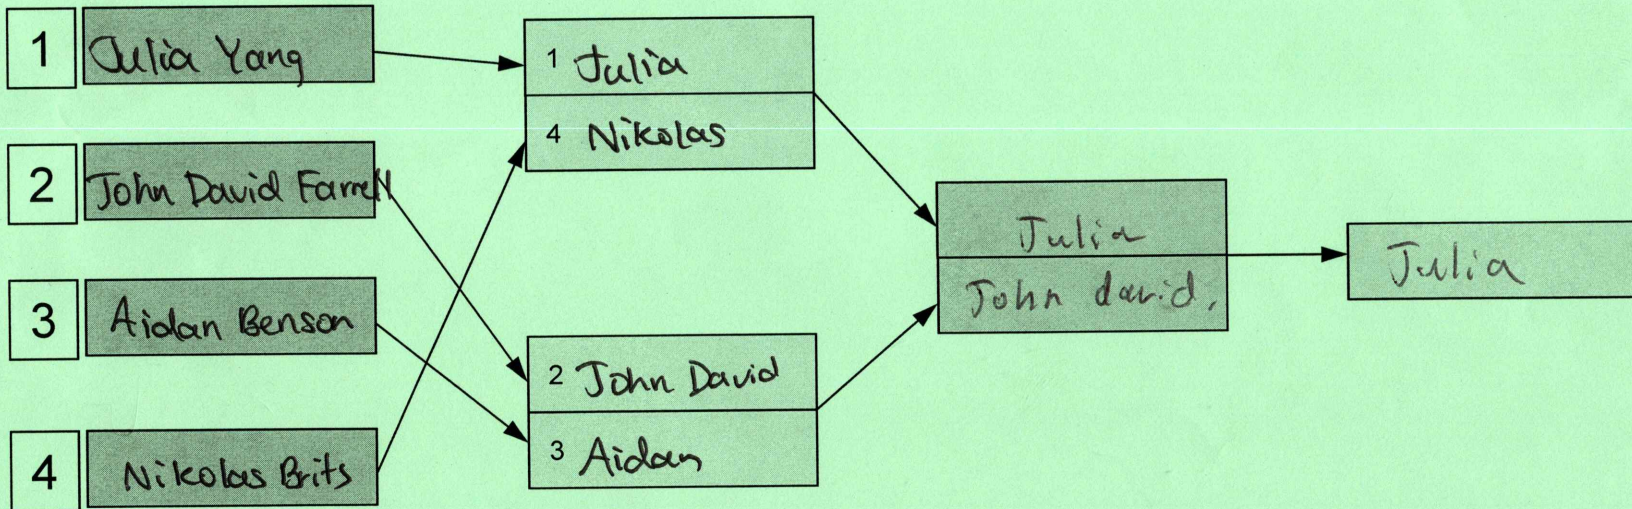 1 Julia Yang
2 John David Farrell
3 Aidan Benson
4 Nikolas Brits
1 Julia
4 Nikolas
2 John David
3 Aidan
Julia
John david,
Julia